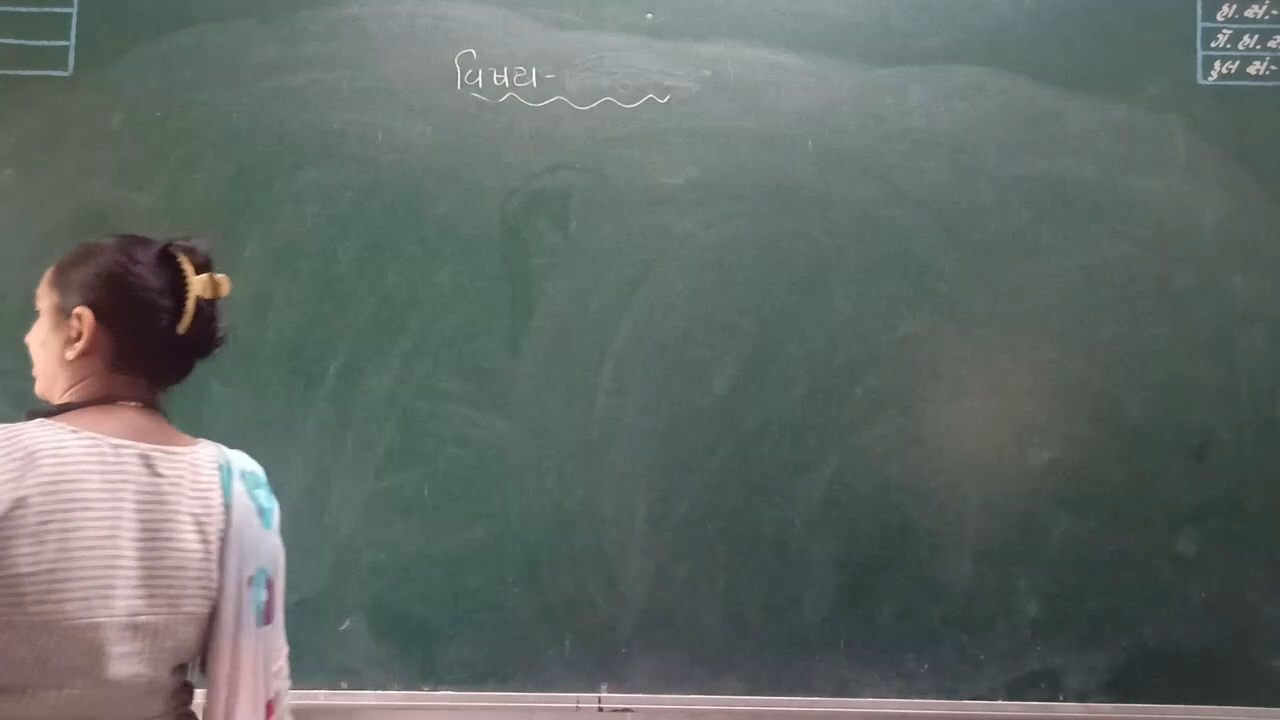 વિષય-
હા. સં.-
ગે. હા. સ
કુલ સં.-